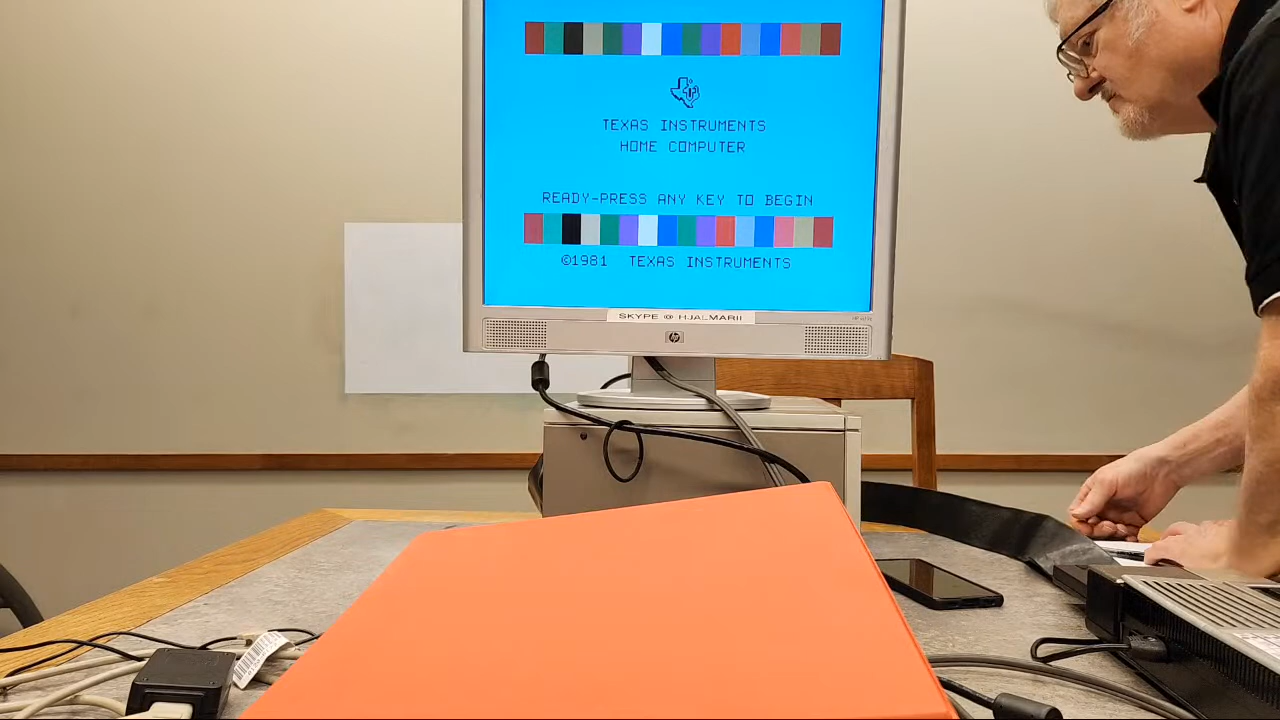 TEXAS INSTRUMENTS
HOME COMPUTER
READY-PRESS ANY KEY TO BEGIN
©1981 TEXAS INSTRUMENTS
SKYPE @ HJALMARII
hp